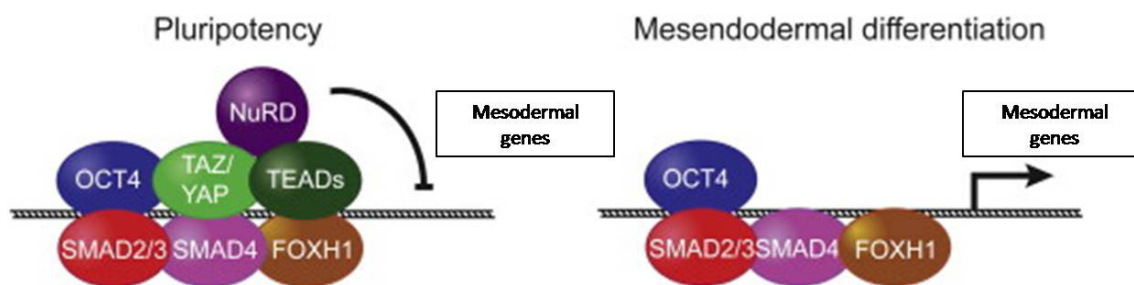 Pluripotency
NuRD
OCT4
TAZ/
YAP
TEADs
SMAD2/3
SMAD4
FOXH1
Mesodermal
genes
Mesendodermal differentiation
Mesodermal
genes
OCT4
SMAD2/3
SMAD4
FOXH1